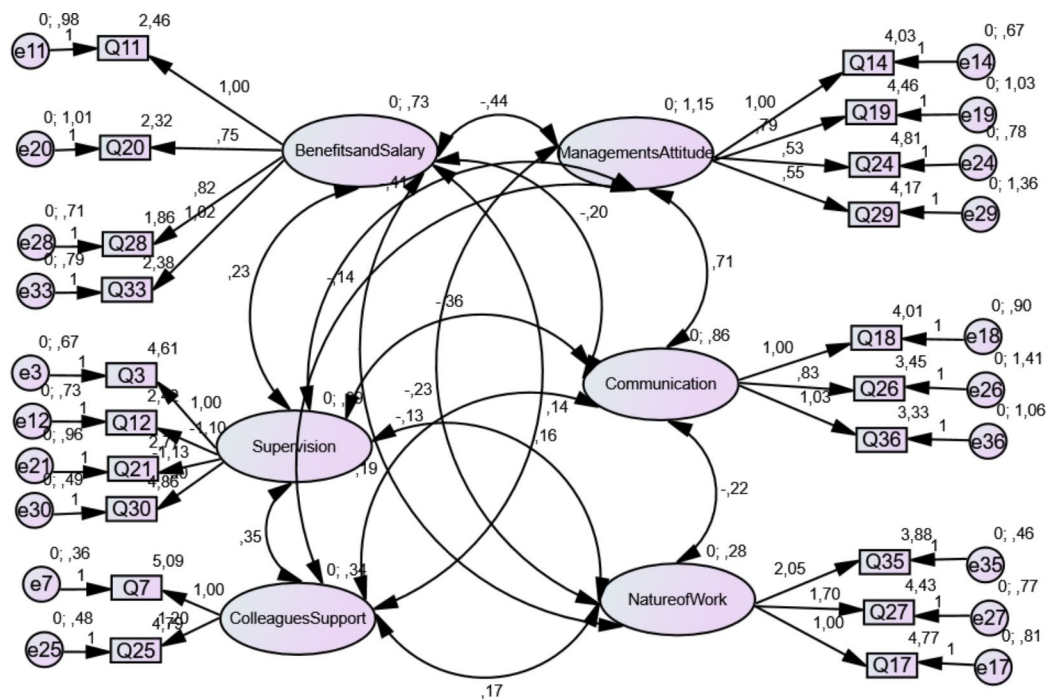 0; ,98
e11
1
Q11
2,46
1,00
0; 1,01
e20
1
Q20
2,32
,75
0; ,71
e28
1
Q28
1,86
,82
0; ,79
e33
1
Q33
2,38
1,02
0; ,73
BenefitsandSalary
-,44
0; 1,15
ManagementsAttitude
4,03
0; ,67
Q14
1
e14
1,00
4,46
0; 1,03
Q19
1
e19
,79
4,81
0; ,78
Q24
1
e24
,53
4,17
0; 1,36
Q29
1
e29
,55
,41
-,20
,71
,23
-,14
-,36
0; ,67
e3
1
Q3
4,61
1,00
0; ,73
e12
1
Q12
-1,10
0; ,96
e21
1
Q21
-1,13
0; ,49
e30
1
Q30
4,86
Supervision
0; ,86
Communication
4,01
0; ,90
Q18
1
e18
1,00
3,45
0; 1,41
Q26
1
e26
,83
3,33
0; 1,06
Q36
1
e36
1,03
-,23
-,13
,14
,16
,19
-,22
,35
0; ,36
e7
1
Q7
5,09
1,00
0; ,48
e25
1
Q25
4,79
1,20
0; ,34
ColleaguesSupport
0; ,28
NatureofWork
3,88
0; ,46
Q35
1
e35
2,05
4,43
0; ,77
Q27
1
e27
1,70
4,77
0; ,81
Q17
1
e17
1,00
,17